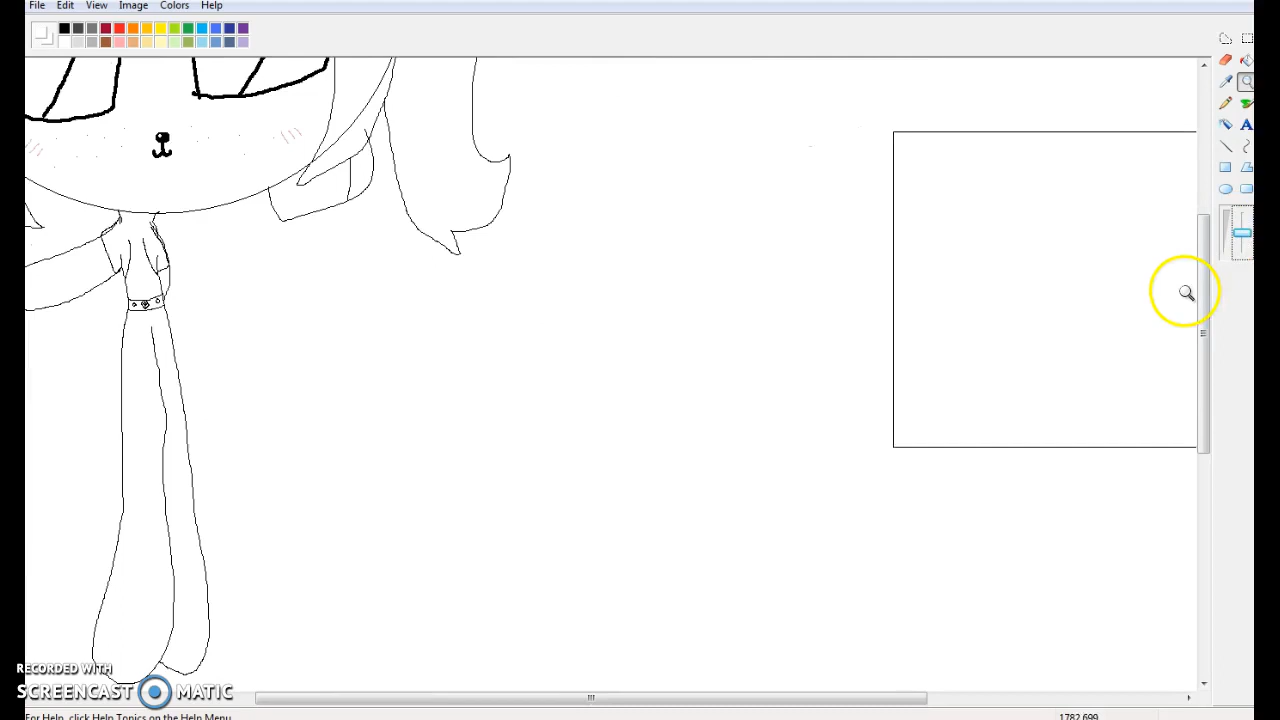 File Edit View Image Colors Help
RECORDED WITH
SCREENCAST MATIC
For Help, click Help Topics on the Help Menu.
1782,699